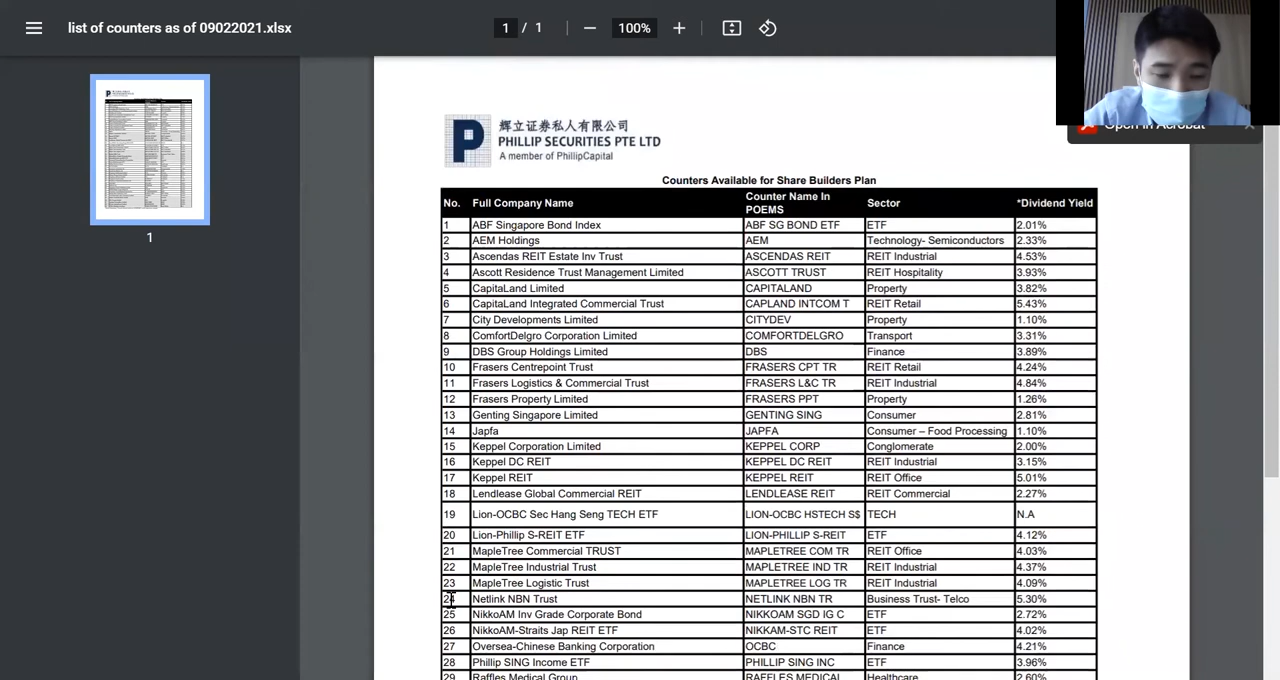 list of counters as of 09022021.xlsx
1 / 1
100%
1
辉立证券私人有限公司
PHILLIP SECURITIES PTE LTD
A member of PhillipCapital
Open in Acrobat
Counters Available for Share Builders Plan
No. Full Company Name Counter Name In POEMS Sector *Dividend Yield
1 ABF Singapore Bond Index ABF SG BOND ETF ETF 2.01%
2 AEM Holdings AEM Technology- Semiconductors 2.33%
3 Ascendas REIT Estate Inv Trust ASCENDAS REIT REIT Industrial 4.53%
4 Ascott Residence Trust Management Limited ASCOTT TRUST REIT Hospitality 3.93%
5 CapitaLand Limited CAPITALAND Property 3.82%
6 CapitaLand Integrated Commercial Trust CAPLAND INTCOM T REIT Retail 5.43%
7 City Developments Limited CITYDEV Property 1.10%
8 ComfortDelgro Corporation Limited COMFORTDELGRO Transport 3.31%
9 DBS Group Holdings Limited DBS Finance 3.89%
10 Frasers Centrepoint Trust FRASERS CPT TR REIT Retail 4.24%
11 Frasers Logistics & Commercial Trust FRASERS L&C TR REIT Industrial 4.84%
12 Frasers Property Limited FRASERS PPT Property 1.26%
13 Genting Singapore Limited GENTING SING Consumer 2.81%
14 Japfa JAPFA Consumer – Food Processing 1.10%
15 Keppel Corporation Limited KEPPEL CORP Conglomerate 2.00%
16 Keppel DC REIT KEPPEL DC REIT REIT Industrial 3.15%
17 Keppel REIT KEPPEL REIT REIT Office 5.01%
18 Lendlease Global Commercial REIT LENDLEASE REIT REIT Commercial 2.27%
19 Lion-OCBC Sec Hang Seng TECH ETF LION-OCBC HSTECH S$ TECH N.A
20 Lion-Phillip S-REIT ETF LION-PHILLIP S-REIT ETF 4.12%
21 MapleTree Commercial TRUST MAPLETREE COM TR REIT Office 4.03%
22 MapleTree Industrial Trust MAPLETREE IND TR REIT Industrial 4.37%
23 MapleTree Logistic Trust MAPLETREE LOG TR REIT Industrial 4.09%
24 Netlink NBN Trust NETLINK NBN TR Business Trust- Telco 5.30%
25 NikkoAM Inv Grade Corporate Bond NIKKOAM SGD IG C ETF 2.72%
26 NikkoAM-Straits Jap REIT ETF NIKKAM-STC REIT ETF 4.02%
27 Oversea-Chinese Banking Corporation OCBC Finance 4.21%
28 Phillip SING Income ETF PHILLIP SING INC ETF 3.96%
29 Raffles Medical Group RAFFLES MEDICAL Healthcare 2.60%